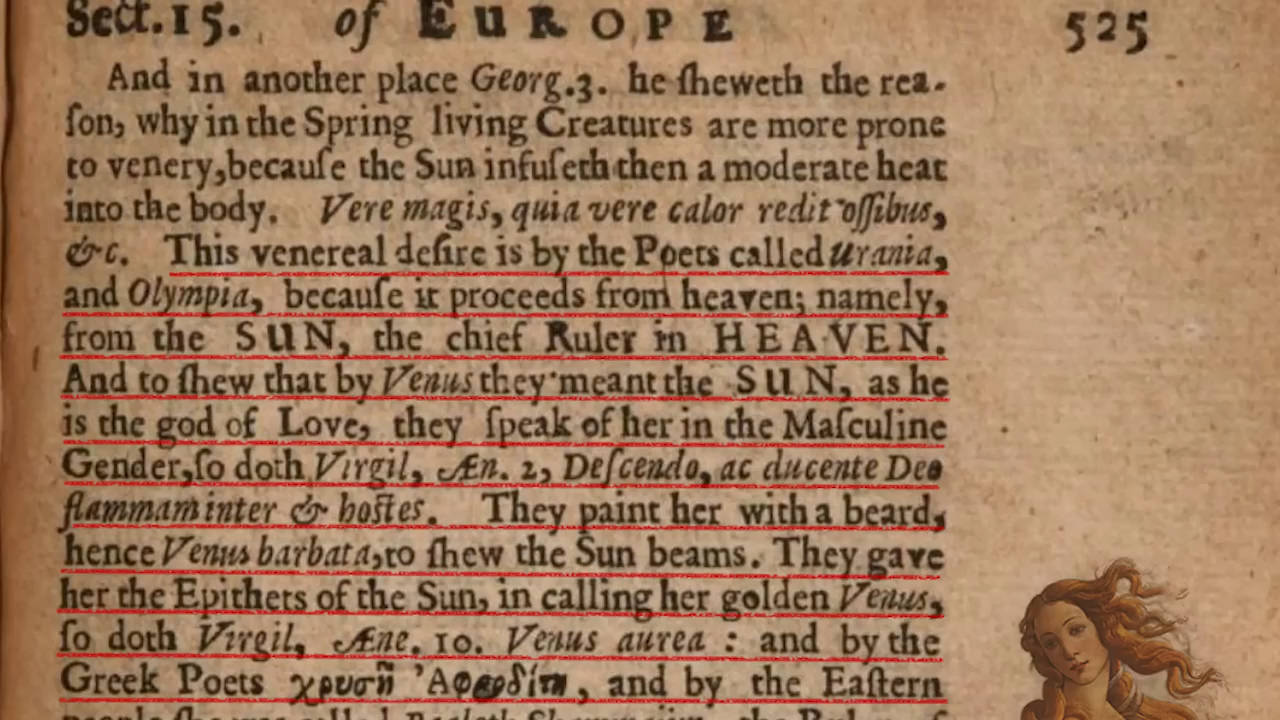 Sect.15. of EUROPE 525
And in another place Georg.3. he ſheweth the rea-
ſon, why in the Spring living Creatures are more prone
to venery,becauſe the Sun infuſeth then a moderate heat
into the body. Vere magis, quia vere calor redit oſſibus,
&c. This venereal deſire is by the Poets called Urania,
and Olympia, becauſe it proceeds from heaven; namely,
from the SUN, the chief Ruler in HEAVEN.
And to ſhew that by Venus they meant the SUN, as he
is the god of Love, they ſpeak of her in the Maſculine
Gender,ſo doth Virgil, Æn. 2, Deſcendo, ac ducente Deo
flammam inter & hoſtes. They paint her with a beard,
hence Venus barbata,to ſhew the Sun beams. They gave
her the Epithets of the Sun, in calling her golden Venus,
ſo doth Virgil, Æne. 10. Venus aurea : and by the
Greek Poets χρυσῆ , and by the Eaſtern